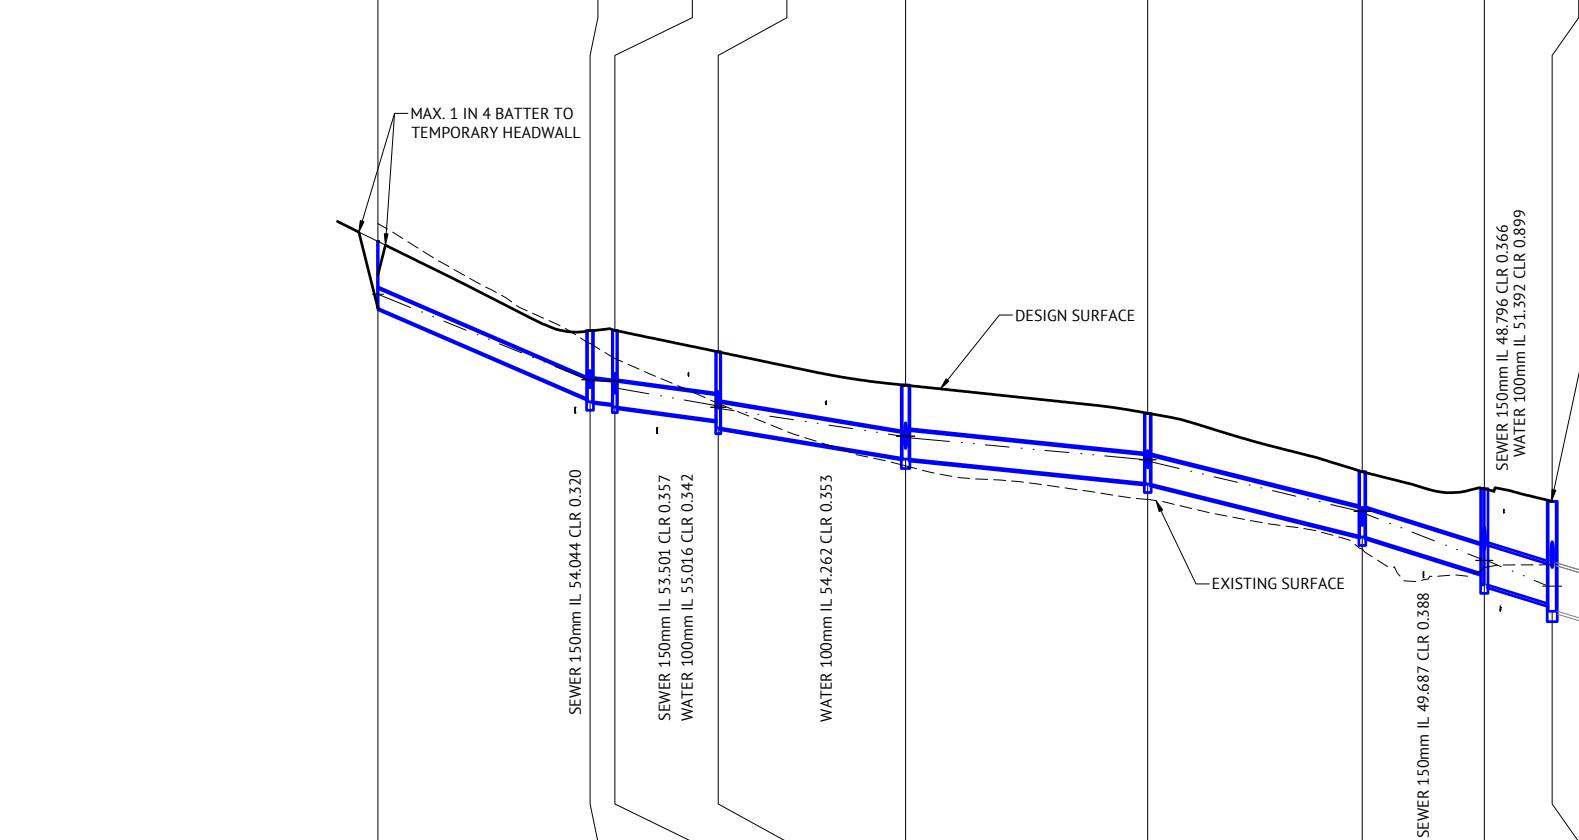 MAX. 1 IN 4 BATTER TO
TEMPORARY HEADWALL
DESIGN SURFACE
EXISTING SURFACE
SEWER 150mm IL 54.044 CLR 0.320
SEWER 150mm IL 53.501 CLR 0.357
WATER 100mm IL 55.016 CLR 0.342
WATER 100mm IL 54.262 CLR 0.353
SEWER 150mm IL 49.687 CLR 0.388
SEWER 150mm IL 48.796 CLR 0.366
WATER 100mm IL 51.392 CLR 0.899